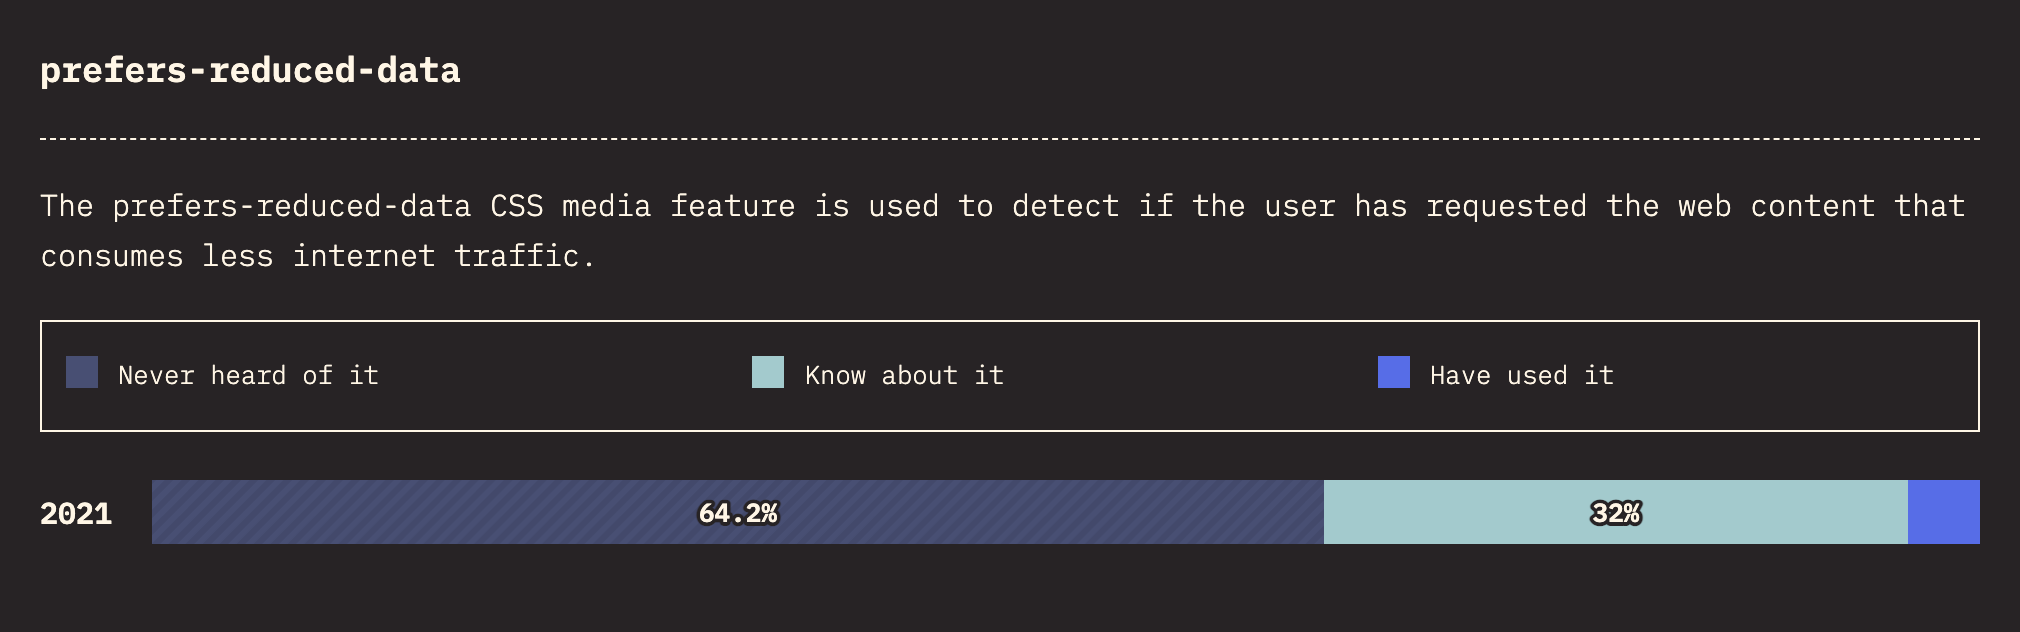 prefers-reduced-data
The prefers-reduced-data CSS media feature is used to detect if the user has requested the web content that
consumes less internet traffic.
Never heard of it
Know about it
Have used it
2021
64.2%
32%